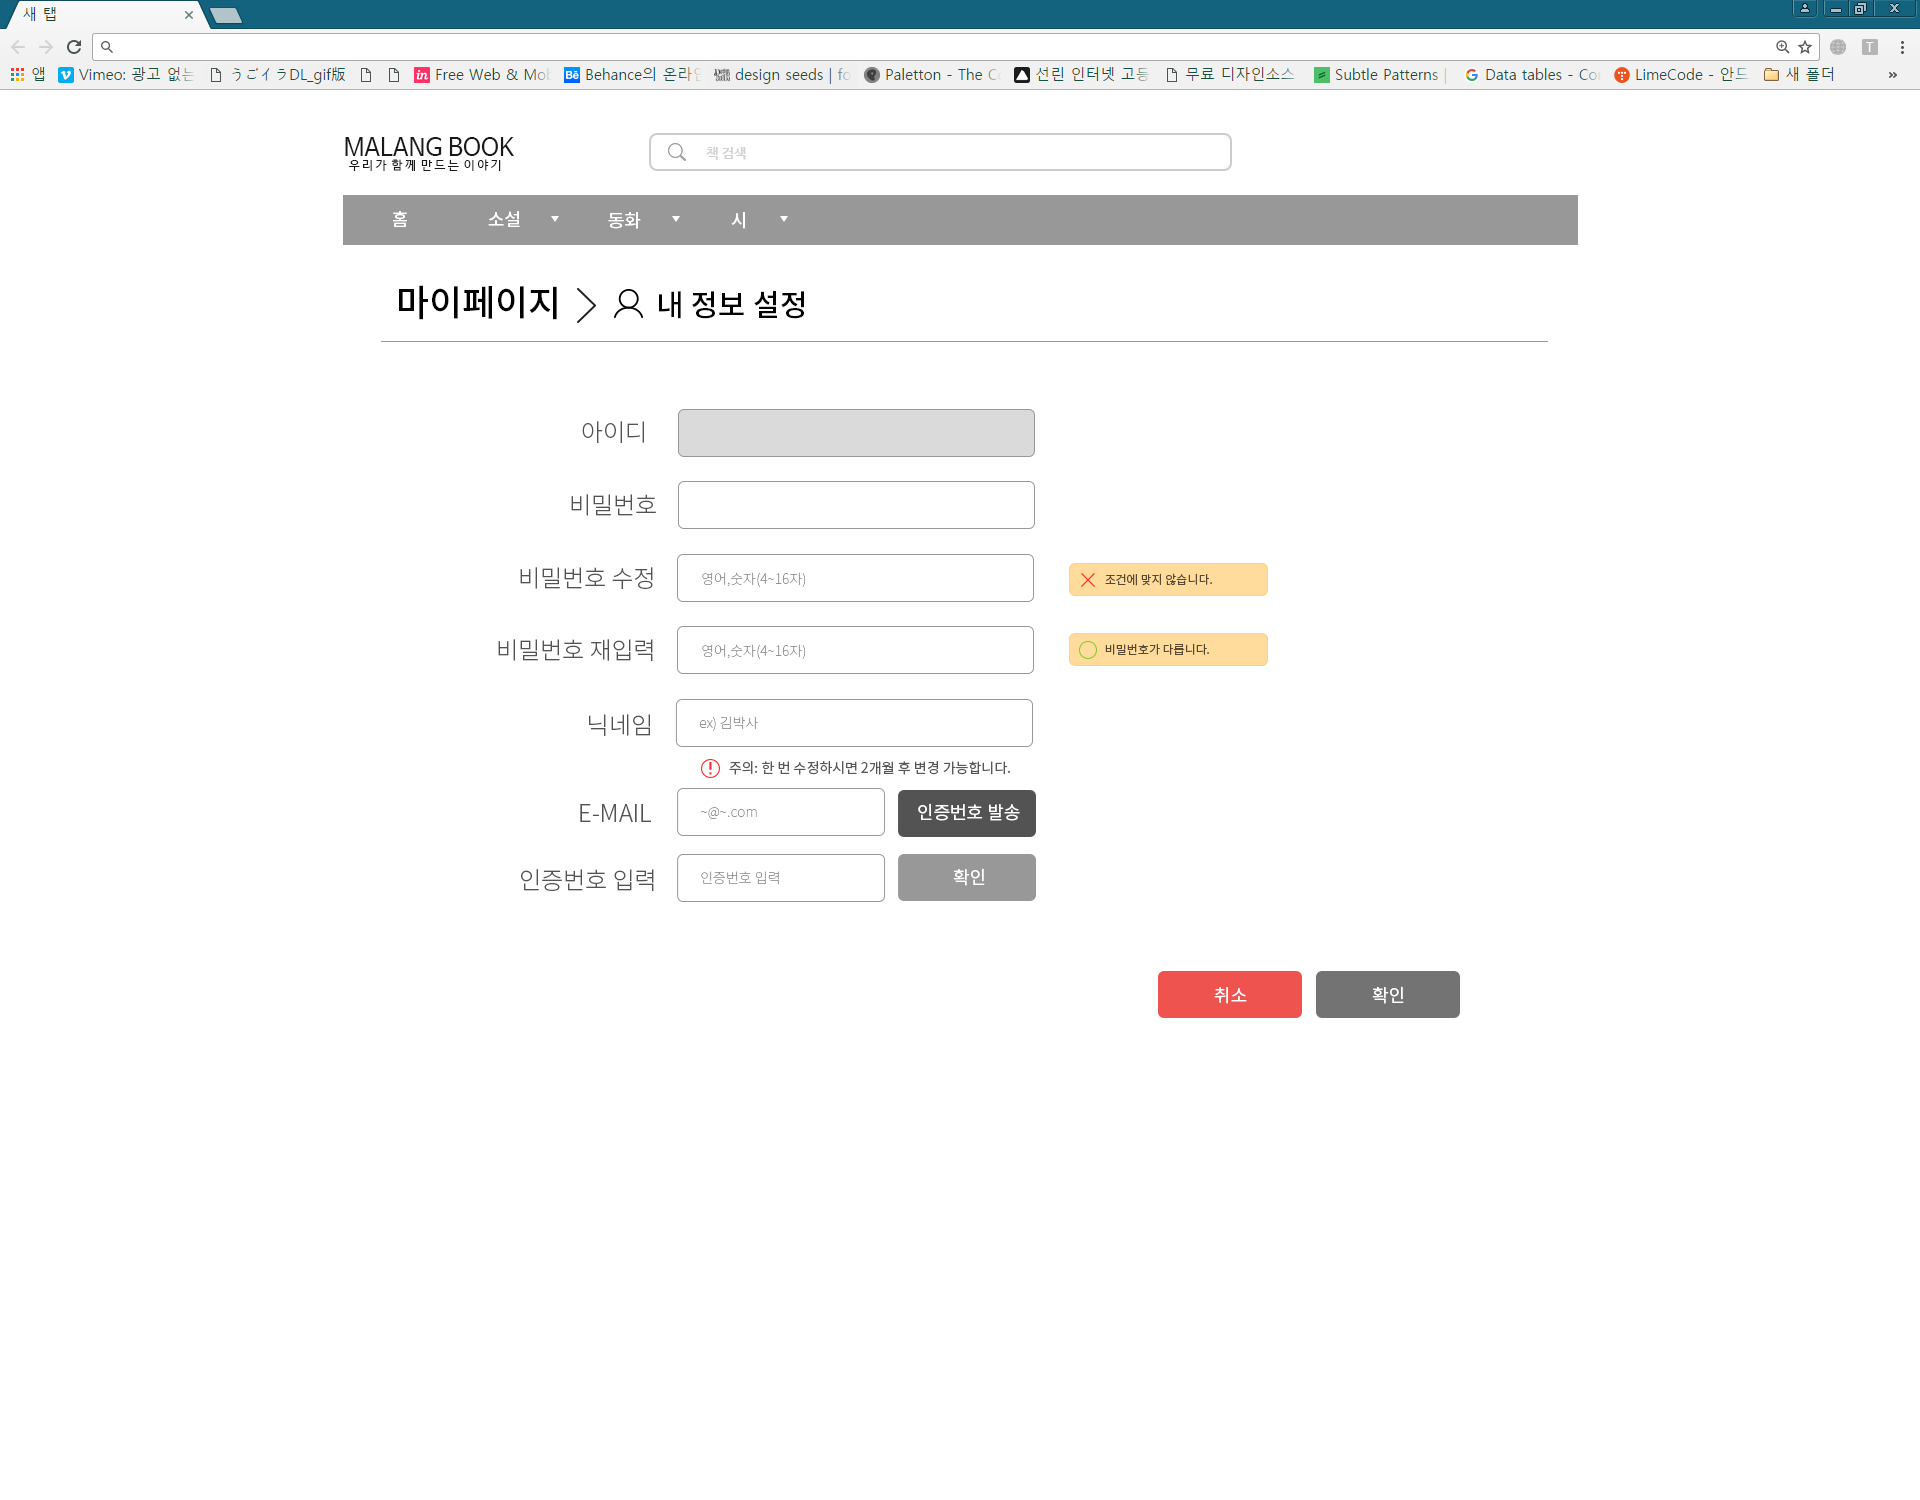 새 탭
앱 Vimeo: 광고 없는 うごイラDL_gif版 Free Web & Mo Behance의 온라인 design seeds | fo Paletton - The C 선린 인터넷 고등 무료 디자인소스 Subtle Patterns | Data tables - Co LimeCode - 안드 새 폴더 »
MALANG BOOK
우리가 함께 만드는 이야기
책 검색
홈 소설 동화 시
마이페이지 내 정보 설정
아이디
비밀번호
비밀번호 수정 영어,숫자(4~16자) 조건에 맞지 않습니다.
비밀번호 재입력 영어,숫자(4~16자) 비밀번호가 다릅니다.
닉네임 ex) 김박사
주의: 한 번 수정하시면 2개월 후 변경 가능합니다.
E-MAIL ~@~.com 인증번호 발송
인증번호 입력 인증번호 입력 확인
취소 확인